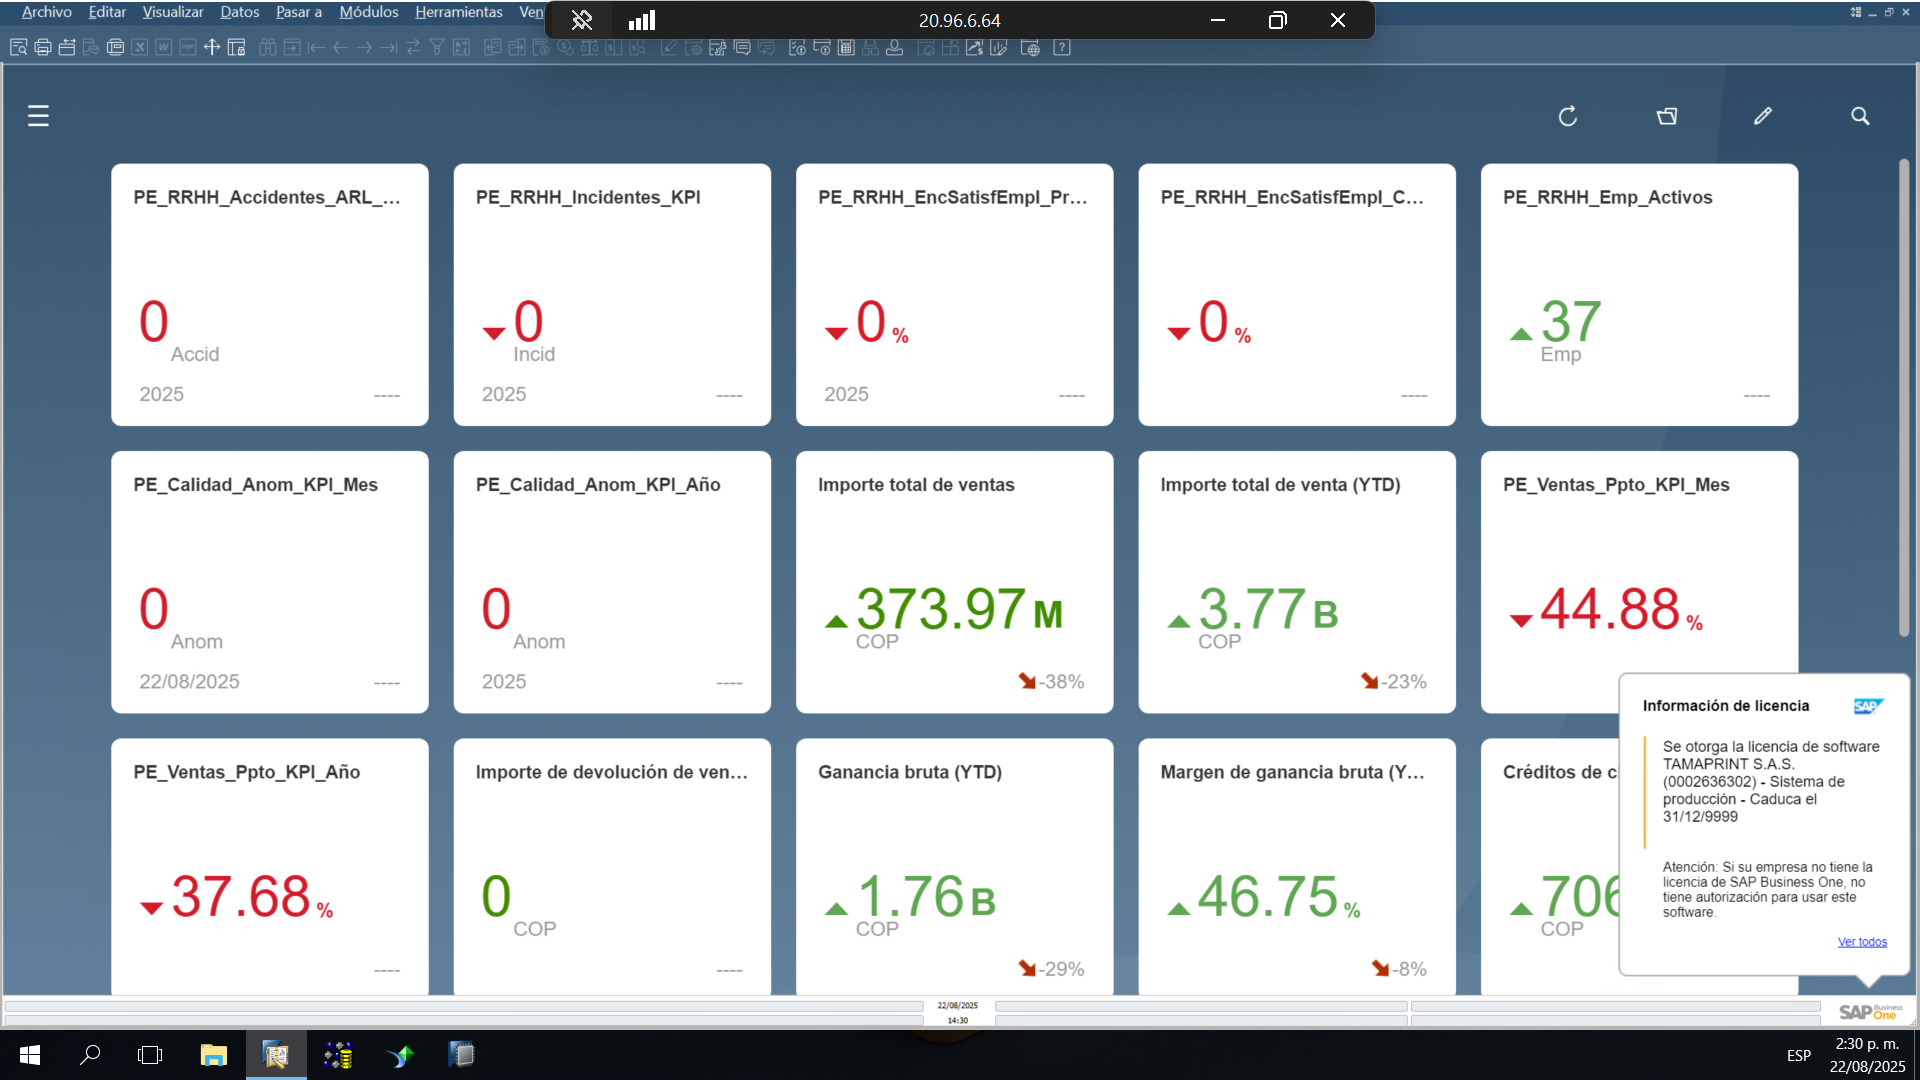 Archivo Editar Visualizar Datos Pasar a Módulos Herramientas Ven
20.96.6.64
PE_RRHH_Accidentes_ARL_...
0
Accid
2025 ----
PE_RRHH_Incidentes_KPI
0
Incid
2025 ----
PE_RRHH_EncSatisfEmpl_Pr...
0 %
2025 ----
PE_RRHH_EncSatisfEmpl_C...
0 %
----
PE_RRHH_Emp_Activos
37
Emp
----
PE_Calidad_Anom_KPI_Mes
0
Anom
22/08/2025 ----
PE_Calidad_Anom_KPI_Año
0
Anom
2025 ----
Importe total de ventas
373.97 M
COP
-38%
Importe total de venta (YTD)
3.77 B
COP
-23%
PE_Ventas_Ppto_KPI_Mes
44.88 %
PE_Ventas_Ppto_KPI_Año
37.68 %
----
Importe de devolución de ven...
0
COP
----
Ganancia bruta (YTD)
1.76 B
COP
-29%
Margen de ganancia bruta (Y...
46.75 %
-8%
Créditos de c
706
COP
Información de licencia
SAP
Se otorga la licencia de software
TAMAPRINT S.A.S.
(0002636302) - Sistema de
producción - Caduca el
31/12/9999
Atención: Si su empresa no tiene la
licencia de SAP Business One, no
tiene autorización para usar este
software.
Ver todos
22/08/2025
14:30
SAP Business One
ESP
2:30 p. m.
22/08/2025